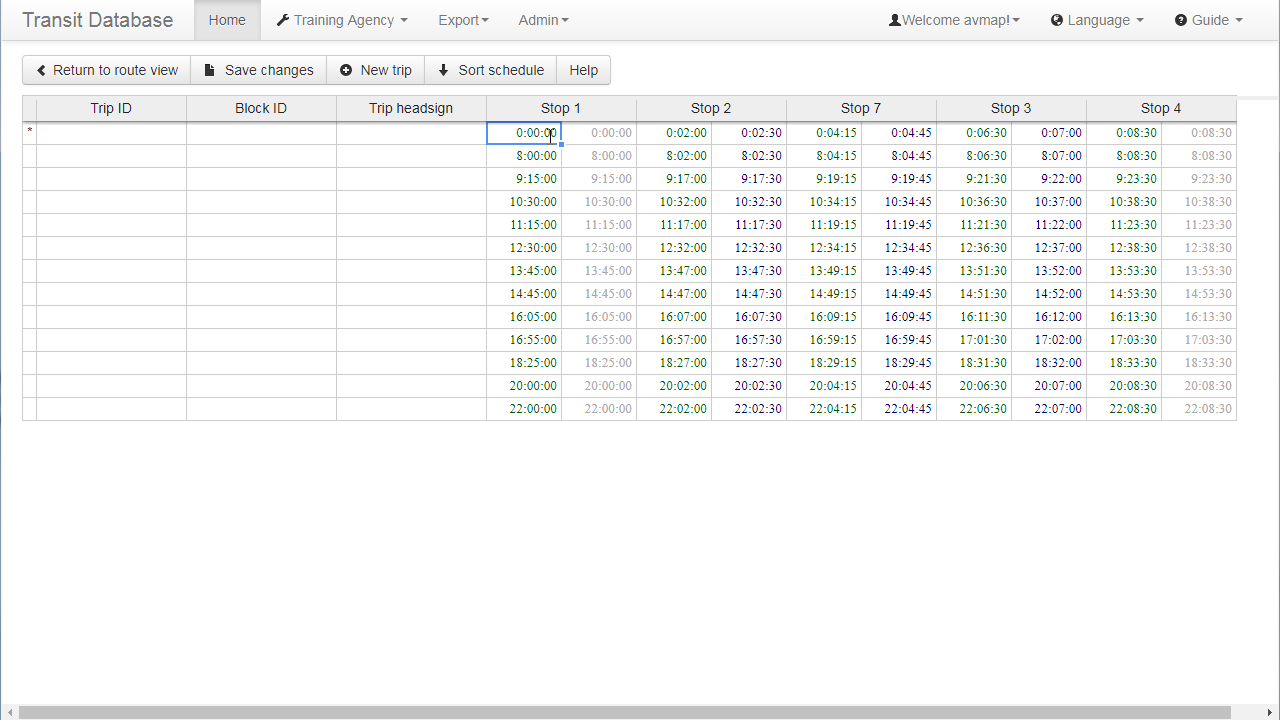 Transit Database Home Training Agency Export Admin Welcome avmap! Language Guide
Return to route view Save changes New trip Sort schedule Help
Trip ID Block ID Trip headsign Stop 1 Stop 2 Stop 7 Stop 3 Stop 4
* 0:00:00 0:00:00 0:02:00 0:02:30 0:04:15 0:04:45 0:06:30 0:07:00 0:08:30 0:08:30
8:00:00 8:00:00 8:02:00 8:02:30 8:04:15 8:04:45 8:06:30 8:07:00 8:08:30 8:08:30
9:15:00 9:15:00 9:17:00 9:17:30 9:19:15 9:19:45 9:21:30 9:22:00 9:23:30 9:23:30
10:30:00 10:30:00 10:32:00 10:32:30 10:34:15 10:34:45 10:36:30 10:37:00 10:38:30 10:38:30
11:15:00 11:15:00 11:17:00 11:17:30 11:19:15 11:19:45 11:21:30 11:22:00 11:23:30 11:23:30
12:30:00 12:30:00 12:32:00 12:32:30 12:34:15 12:34:45 12:36:30 12:37:00 12:38:30 12:38:30
13:45:00 13:45:00 13:47:00 13:47:30 13:49:15 13:49:45 13:51:30 13:52:00 13:53:30 13:53:30
14:45:00 14:45:00 14:47:00 14:47:30 14:49:15 14:49:45 14:51:30 14:52:00 14:53:30 14:53:30
16:05:00 16:05:00 16:07:00 16:07:30 16:09:15 16:09:45 16:11:30 16:12:00 16:13:30 16:13:30
16:55:00 16:55:00 16:57:00 16:57:30 16:59:15 16:59:45 17:01:30 17:02:00 17:03:30 17:03:30
18:25:00 18:25:00 18:27:00 18:27:30 18:29:15 18:29:45 18:31:30 18:32:00 18:33:30 18:33:30
20:00:00 20:00:00 20:02:00 20:02:30 20:04:15 20:04:45 20:06:30 20:07:00 20:08:30 20:08:30
22:00:00 22:00:00 22:02:00 22:02:30 22:04:15 22:04:45 22:06:30 22:07:00 22:08:30 22:08:30